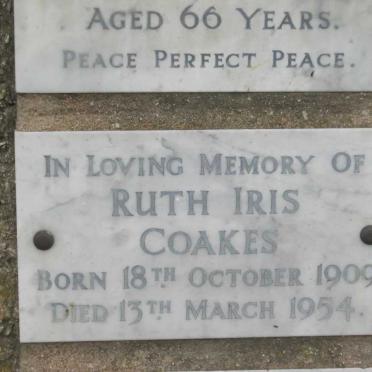 AGED 66 YEARS.
PEACE PERFECT PEACE.
IN LOVING MEMORY OF
RUTH IRIS
COAKES
BORN 18TH OCTOBER 1909
DIED 13TH MARCH 1954.